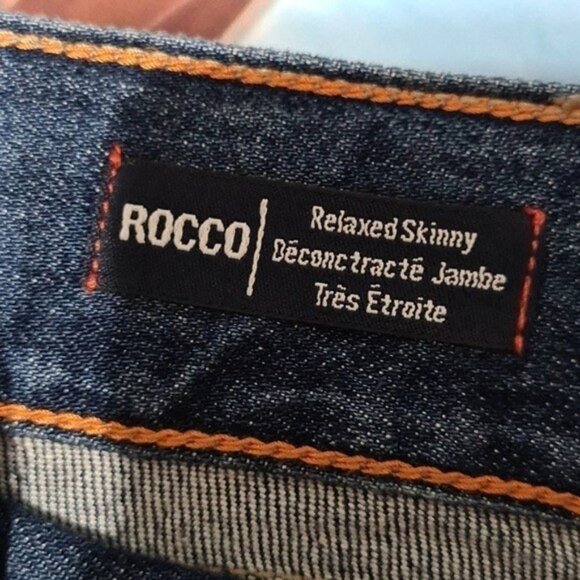 ROCCO
Relaxed Skinny
Déconctracté Jambe
Très Étroite